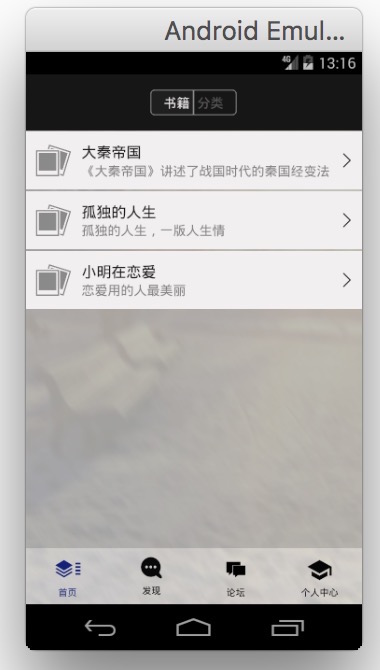 Android Emul...
4G 13:16
书籍 分类
大秦帝国
《大秦帝国》讲述了战国时代的秦国经变法
孤独的人生
孤独的人生，一版人生情
小明在恋爱
恋爱用的人最美丽
首页 发现 论坛 个人中心